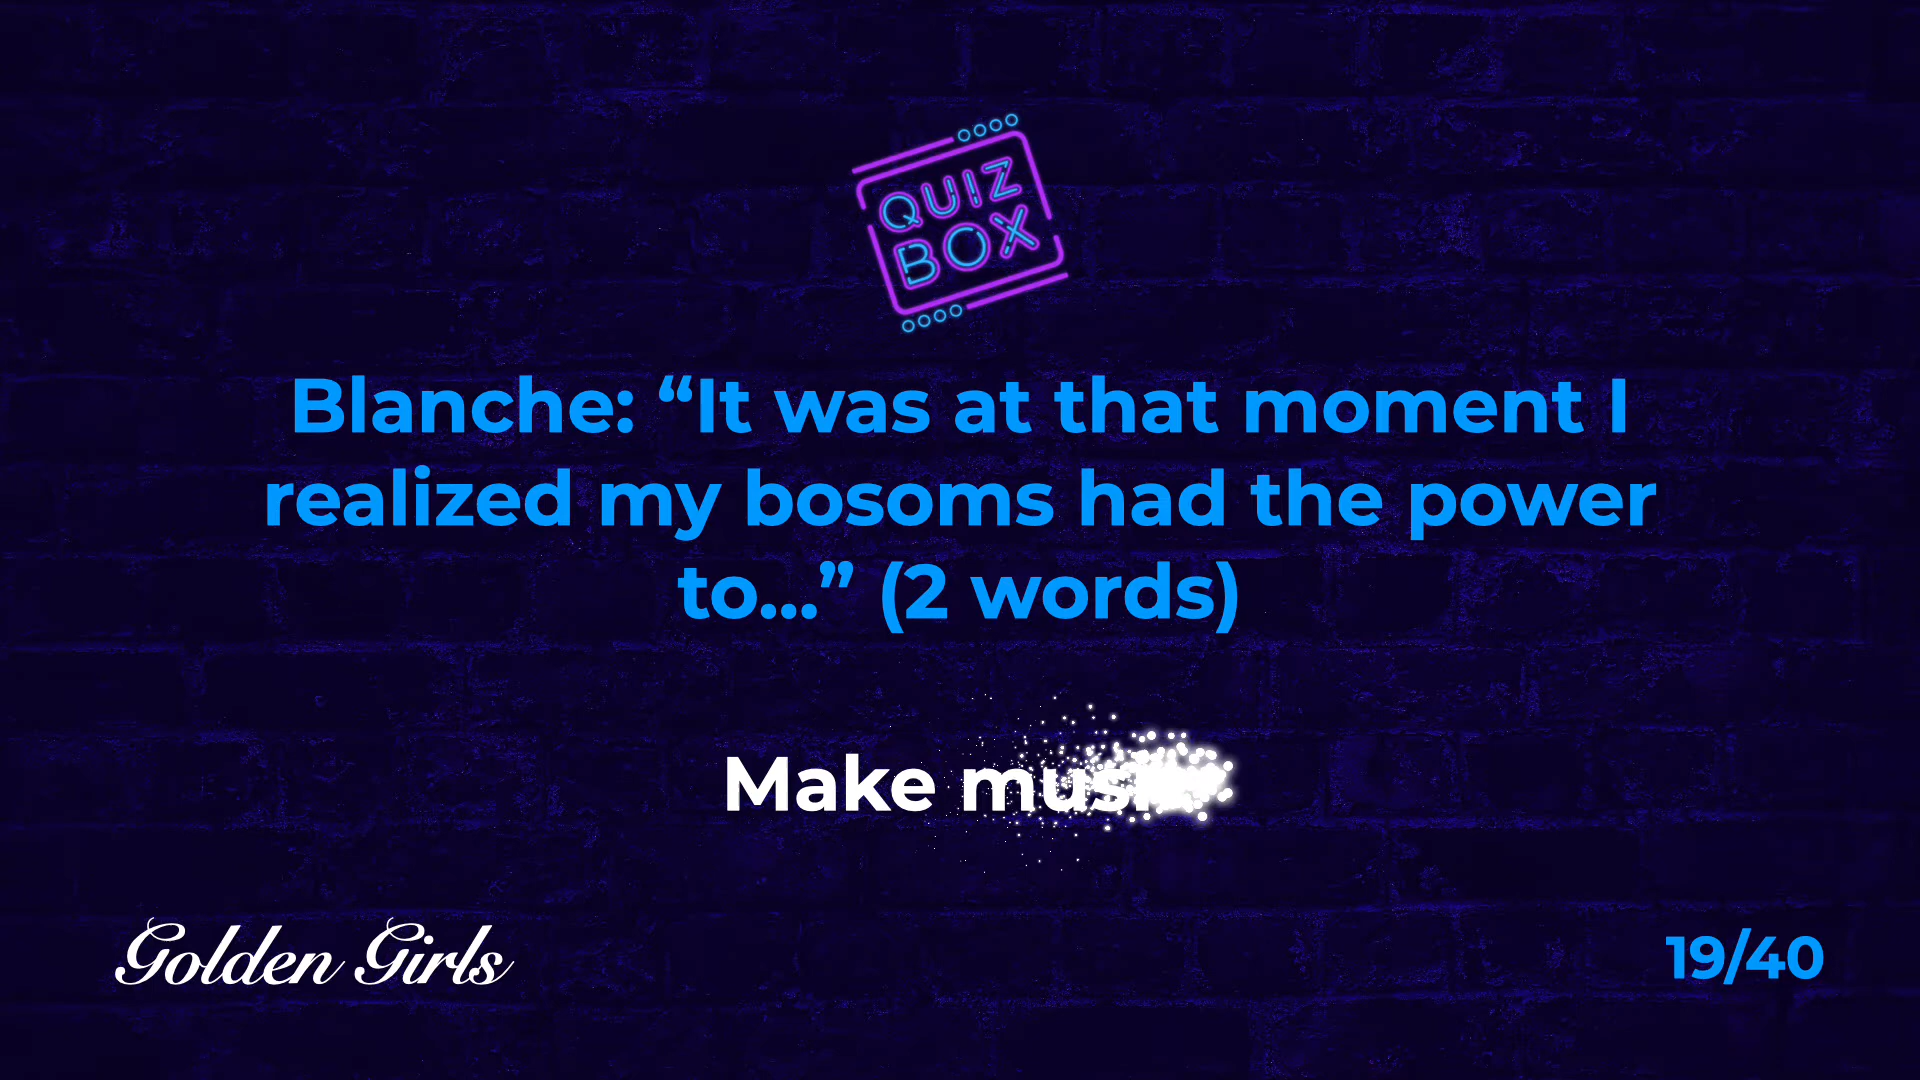 QUIZ
BOX
Blanche: “It was at that moment I
realized my bosoms had the power
to...” (2 words)
Make
Golden Girls
19/40